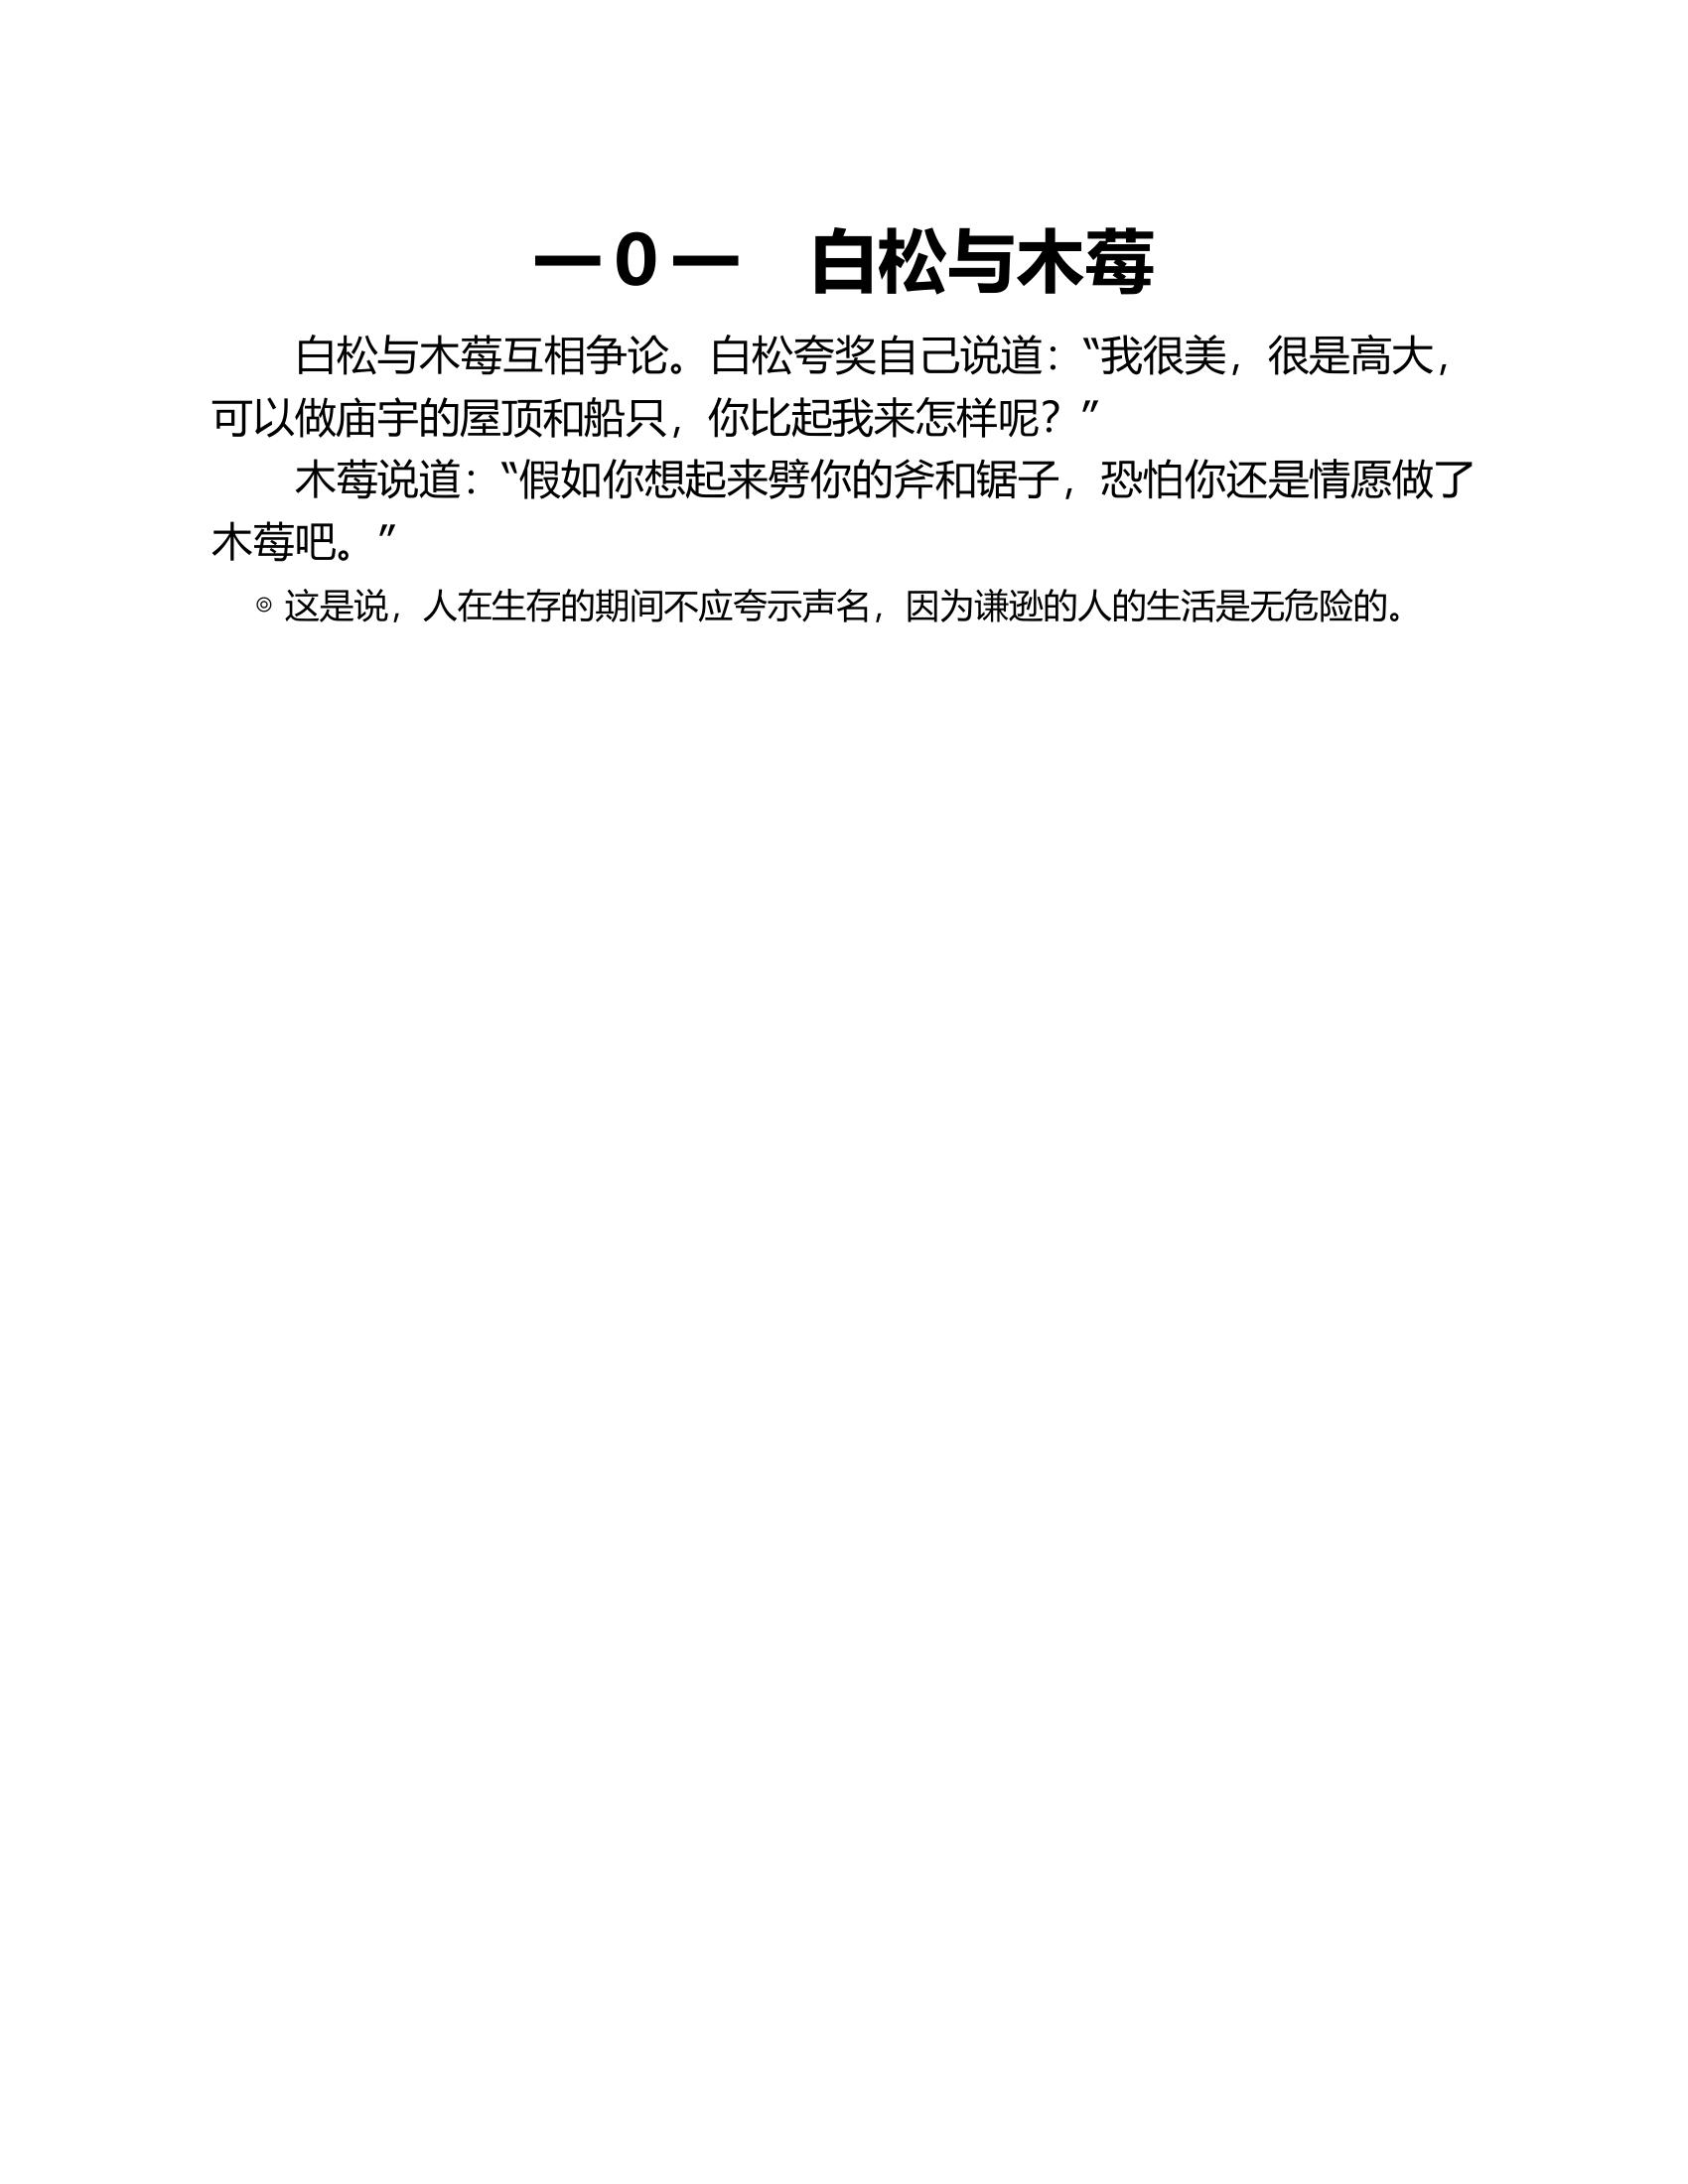 一0一　白松与木莓
白松与木莓互相争论。白松夸奖自己说道：“我很美，很是高大，
可以做庙宇的屋顶和船只，你比起我来怎样呢？”
木莓说道：“假如你想起来劈你的斧和锯子，恐怕你还是情愿做了
木莓吧。”
◎ 这是说，人在生存的期间不应夸示声名，因为谦逊的人的生活是无危险的。